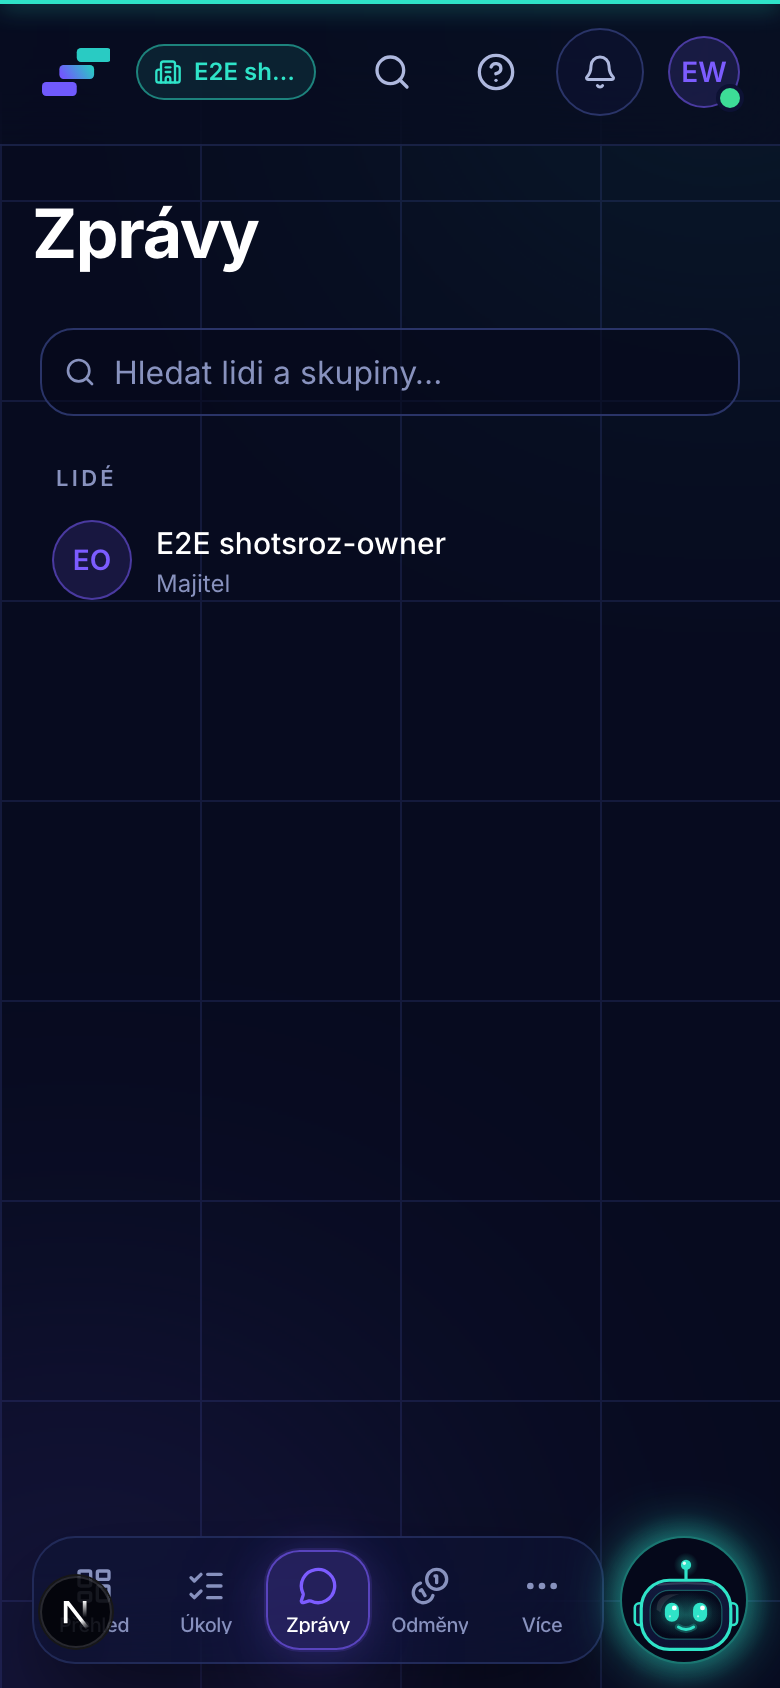 E2E sh...
EW
Zprávy
Hledat lidi a skupiny...
LIDÉ
EO
E2E shotsroz-owner
Majitel
Úkoly
Zprávy
Odměny
Více
N